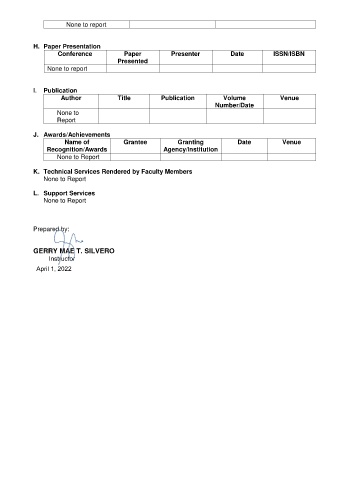 None to report
H. Paper Presentation
Conference Paper Presented Presenter Date ISSN/ISBN
None to report
I. Publication
Author Title Publication Volume Number/Date Venue
None to Report
J. Awards/Achievements
Name of Recognition/Awards Grantee Granting Agency/Institution Date Venue
None to Report
K. Technical Services Rendered by Faculty Members
None to Report
L. Support Services
None to Report
Prepared by:
GERRY MAE T. SILVERO
Instructor
April 1, 2022